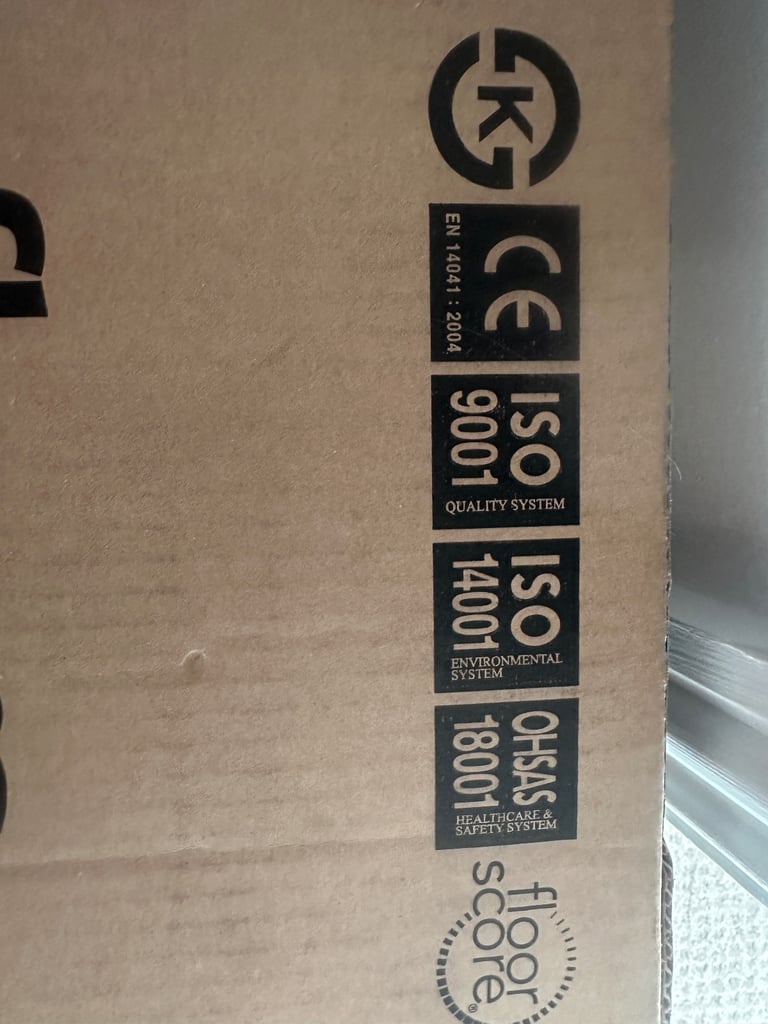 K
CE
EN 14041 : 2004
ISO
9001
QUALITY SYSTEM
ISO
14001
ENVIRONMENTAL
SYSTEM
OHSAS
18001
HEALTHCARE &
SAFETY SYSTEM
floor
score®